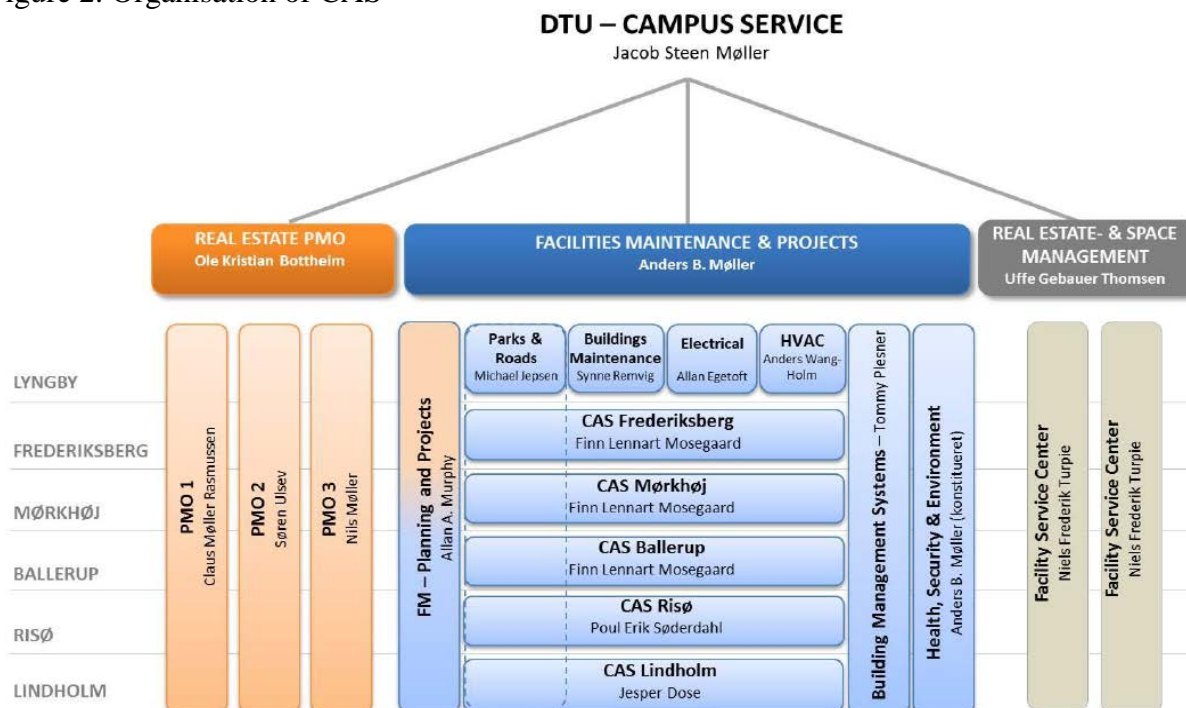 Figure 2: Organisation of CAS
DTU – CAMPUS SERVICE
Jacob Steen Møller
REAL ESTATE PMO
Ole Kristian Bottheim
FACILITIES MAINTENANCE & PROJECTS
Anders B. Møller
REAL ESTATE- & SPACE
MANAGEMENT
Uffe Gebauer Thomsen
LYNGBY
FREDERIKSBERG
MØRKHØJ
BALLERUP
RISØ
LINDHOLM
PMO 1
Claus Møller Rasmussen
PMO 2
Søren Ulsev
PMO 3
Nils Møller
FM – Planning and Projects
Allan A. Murphy
Parks &
Roads
Michael Jepsen
Buildings
Maintenance
Synne Remvig
Electrical
Allan Egetoft
HVAC
Anders Wang-
Holm
CAS Frederiksberg
Finn Lennart Mosegaard
CAS Mørkhøj
Finn Lennart Mosegaard
CAS Ballerup
Finn Lennart Mosegaard
CAS Risø
Poul Erik Søderdahl
CAS Lindholm
Jesper Dose
Building Management Systems – Tommy Plesner
Health, Security & Environment
Anders B. Møller (konstitueret)
Facility Service Center
Niels Frederik Turpie
Facility Service Center
Niels Frederik Turpie